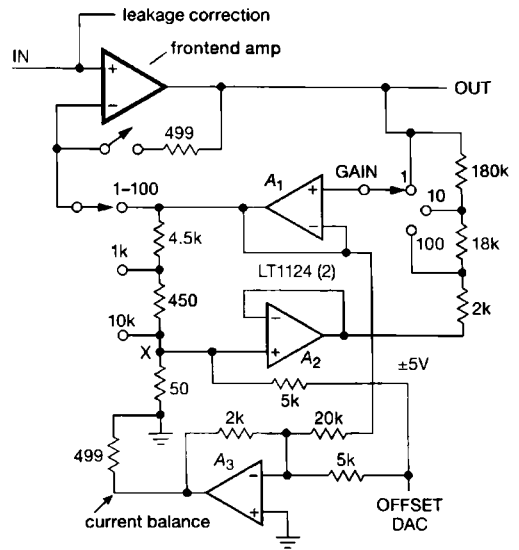 leakage correction
IN
frontend amp
+
−
OUT
499
GAIN
1
180k
10
1–100
A1
+
−
100
18k
4.5k
1k
LT1124 (2)
450
2k
10k
−
+
A2
X
±5V
50
5k
2k
20k
499
A3
−
5k
+
OFFSET
DAC
current balance